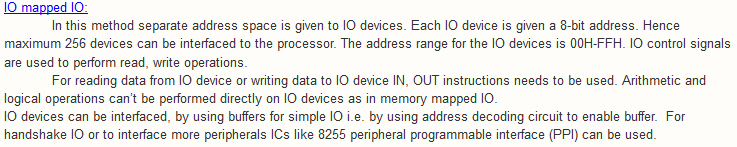 IO mapped IO:
In this method separate address space is given to IO devices. Each IO device is given a 8-bit address. Hence
maximum 256 devices can be interfaced to the processor. The address range for the IO devices is 00H-FFH. IO control signals
are used to perform read, write operations.
For reading data from IO device or writing data to IO device IN, OUT instructions needs to be used. Arithmetic and
logical operations can't be performed directly on IO devices as in memory mapped IO.
IO devices can be interfaced, by using buffers for simple IO i.e. by using address decoding circuit to enable buffer.  For
handshake IO or to interface more peripherals ICs like 8255 peripheral programmable interface (PPI) can be used.